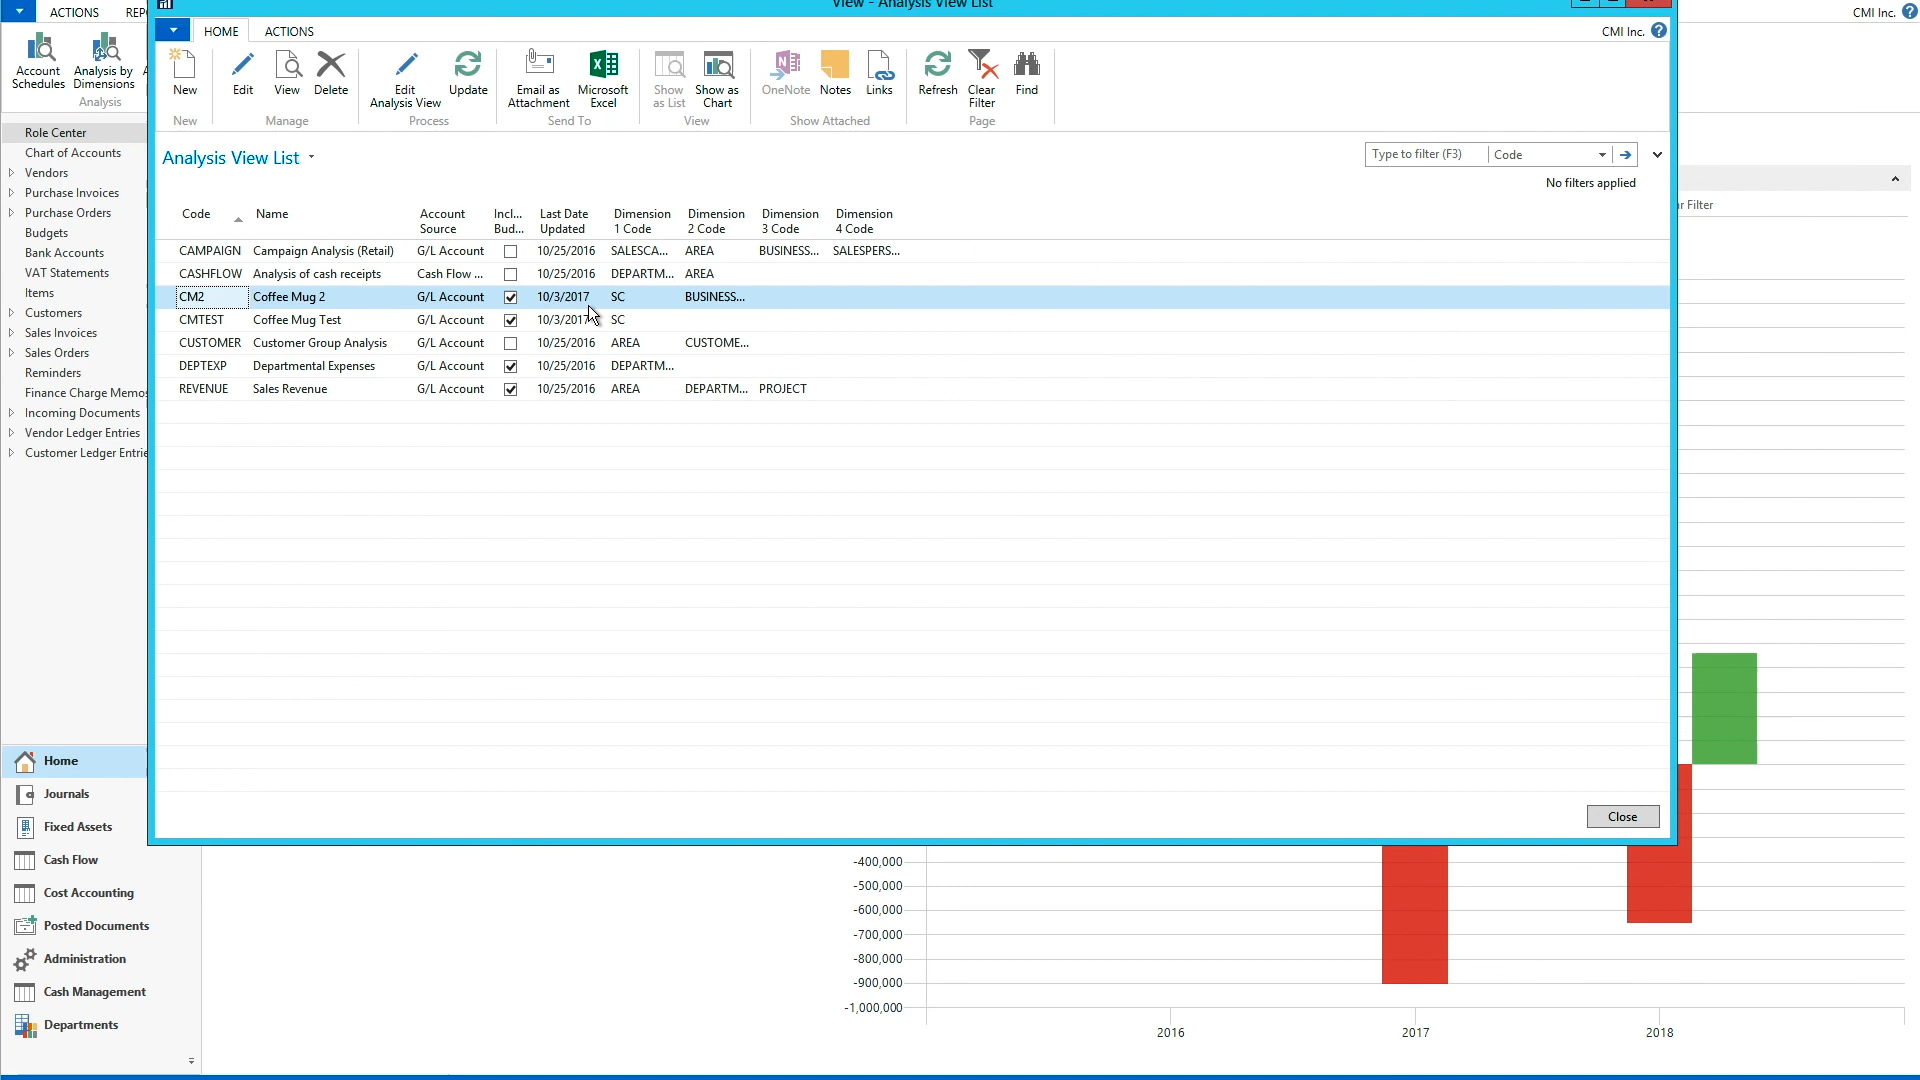 ACTIONS REP
CMI Inc.
View - Analysis View List
HOME ACTIONS
CMI Inc.
Account Schedules
Analysis by Dimensions
Analysis
New
Edit
View
Delete
Edit Analysis View
Update
Email as Attachment
Microsoft Excel
Show as List
Show as Chart
OneNote
Notes
Links
Refresh
Clear Filter
Find
New Manage Process Send To View Show Attached Page
Analysis View List
Type to filter (F3) Code
No filters applied
r Filter
Role Center
Chart of Accounts
Vendors
Purchase Invoices
Purchase Orders
Budgets
Bank Accounts
VAT Statements
Items
Customers
Sales Invoices
Sales Orders
Reminders
Finance Charge Memos
Incoming Documents
Vendor Ledger Entries
Customer Ledger Entrie
Code Name Account Source Incl... Bud... Last Date Updated Dimension 1 Code Dimension 2 Code Dimension 3 Code Dimension 4 Code
CAMPAIGN Campaign Analysis (Retail) G/L Account 10/25/2016 SALESCA... AREA BUSINESS... SALESPERS...
CASHFLOW Analysis of cash receipts Cash Flow ... 10/25/2016 DEPARTM... AREA
CM2 Coffee Mug 2 G/L Account 10/3/2017 SC BUSINESS...
CMTEST Coffee Mug Test G/L Account 10/3/2017 SC
CUSTOMER Customer Group Analysis G/L Account 10/25/2016 AREA CUSTOME...
DEPTEXP Departmental Expenses G/L Account 10/25/2016 DEPARTM...
REVENUE Sales Revenue G/L Account 10/25/2016 AREA DEPARTM... PROJECT
Close
Home
Journals
Fixed Assets
Cash Flow
Cost Accounting
Posted Documents
Administration
Cash Management
Departments
-400,000
-500,000
-600,000
-700,000
-800,000
-900,000
-1,000,000
2016 2017 2018